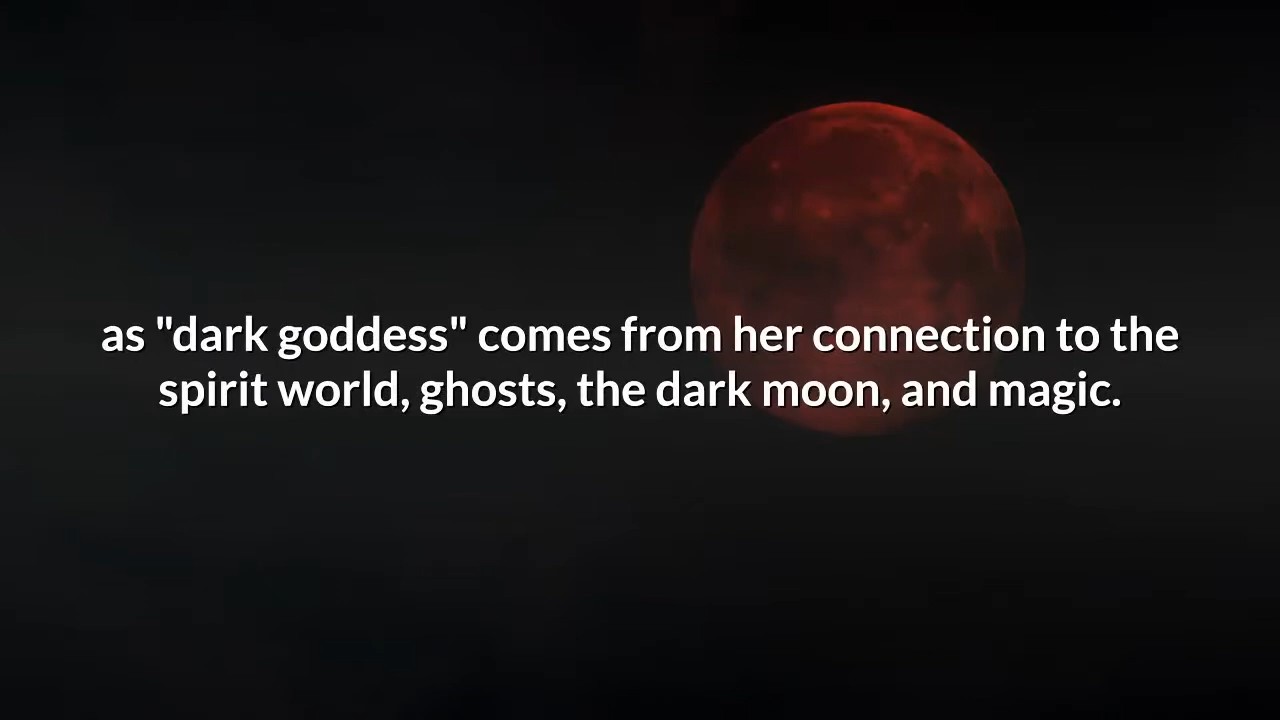 as "dark goddess" comes from her connection to the
spirit world, ghosts, the dark moon, and magic.